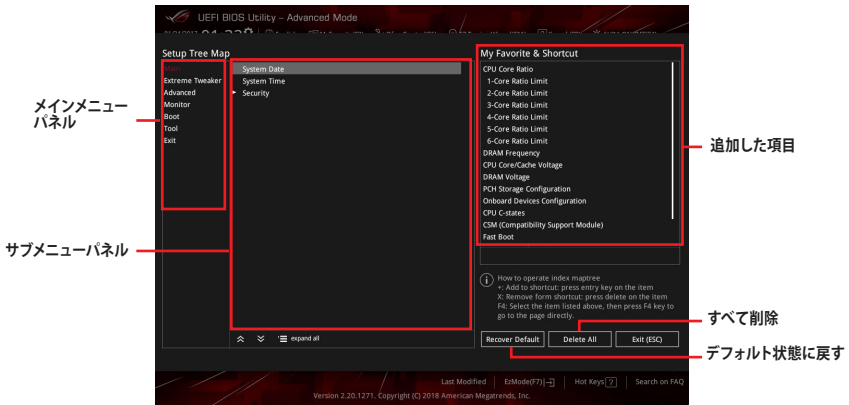 UEFI BIOS Utility – Advanced Mode
Setup Tree Map
Main
Extreme Tweaker
Advanced
Monitor
Boot
Tool
Exit
System Date
System Time
Security
expand all
My Favorite & Shortcut
CPU Core Ratio
1-Core Ratio Limit
2-Core Ratio Limit
3-Core Ratio Limit
4-Core Ratio Limit
5-Core Ratio Limit
6-Core Ratio Limit
DRAM Frequency
CPU Core/Cache Voltage
DRAM Voltage
PCH Storage Configuration
Onboard Devices Configuration
CPU C-states
CSM (Compatibility Support Module)
Fast Boot
How to operate index maptree
+: Add to shortcut: press entry key on the item
X: Remove form shortcut: press delete on the item
F4: Select the item listed above, then press F4 key to
go to the page directly.
Recover Default
Delete All
Exit (ESC)
Last Modified
EzMode(F7)
Hot Keys ?
Search on FAQ
Version 2.20.1271. Copyright (C) 2018 American Megatrends, Inc.
メインメニュー
パネル
サブメニューパネル
追加した項目
すべて削除
デフォルト状態に戻す